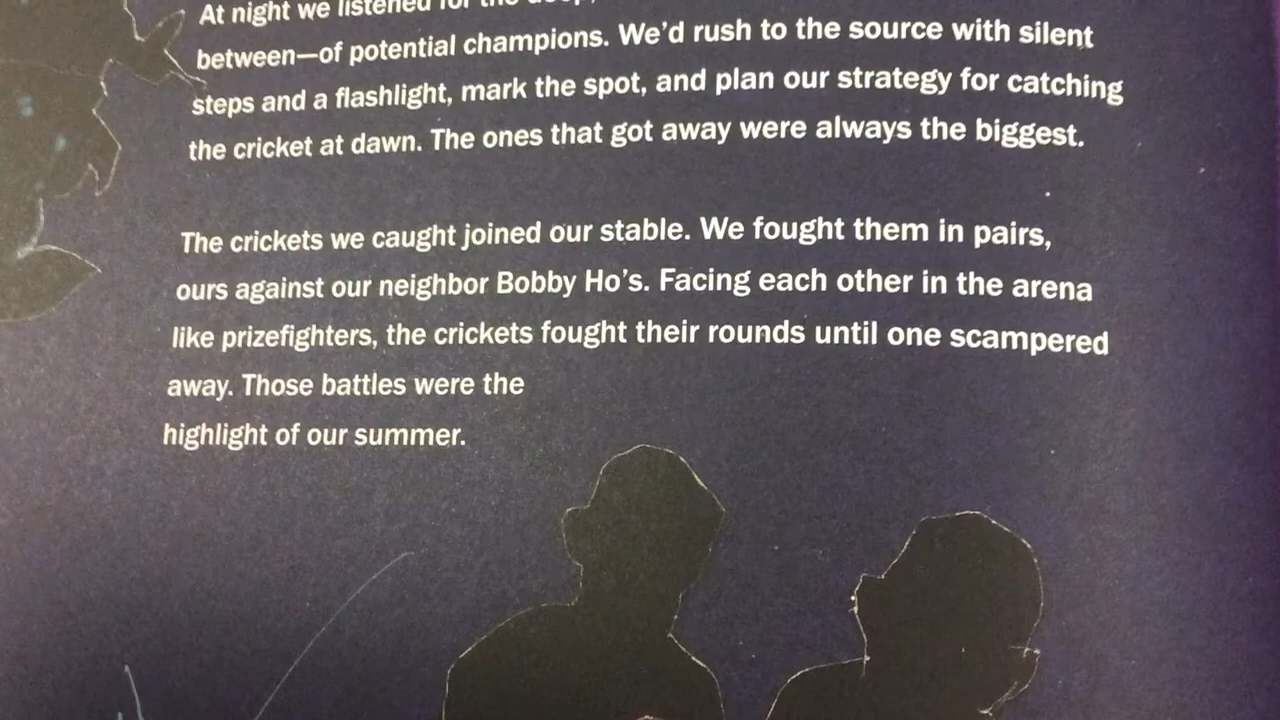 At night we listened for the deep,
between—of potential champions. We'd rush to the source with silent
steps and a flashlight, mark the spot, and plan our strategy for catching
the cricket at dawn. The ones that got away were always the biggest.
The crickets we caught joined our stable. We fought them in pairs,
ours against our neighbor Bobby Ho's. Facing each other in the arena
like prizefighters, the crickets fought their rounds until one scampered
away. Those battles were the
highlight of our summer.